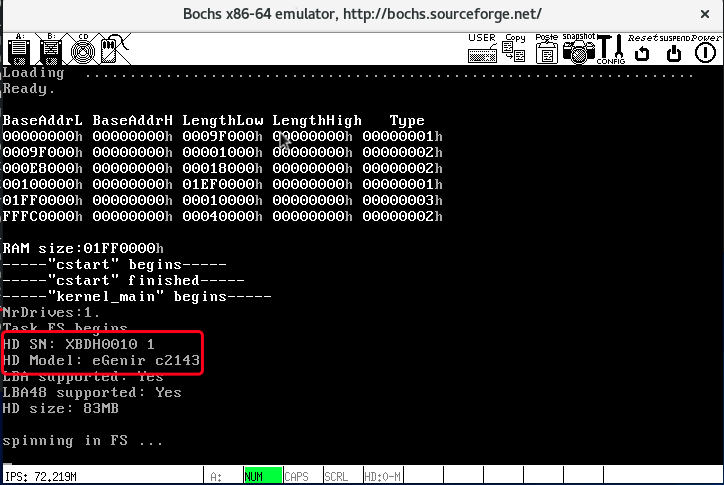 Bochs x86-64 emulator, http://bochs.sourceforge.net/
A: B: CD USER Copy Paste snapshot CONFIG Reset SUSPEND Power
Loading ....................................................................
Ready.
BaseAddrL BaseAddrH LengthLow LengthHigh Type
00000000h 00000000h 0009F000h 00000000h 00000001h
0009F000h 00000000h 00001000h 00000000h 00000002h
000E8000h 00000000h 00018000h 00000000h 00000002h
00100000h 00000000h 01EF0000h 00000000h 00000001h
01FF0000h 00000000h 00010000h 00000000h 00000003h
FFFC0000h 00000000h 00040000h 00000000h 00000002h
RAM size:01FF0000h
-----"cstart" begins-----
-----"cstart" finished-----
-----"kernel_main" begins-----
NrDrives:1.
Task FS begins
HD SN: XBDH0010 1
HD Model: eGenir c2143
LBA supported: Yes
LBA48 supported: Yes
HD size: 83MB
spinning in FS ...
IPS: 72.219M A: NUM CAPS SCRL HD:0-M